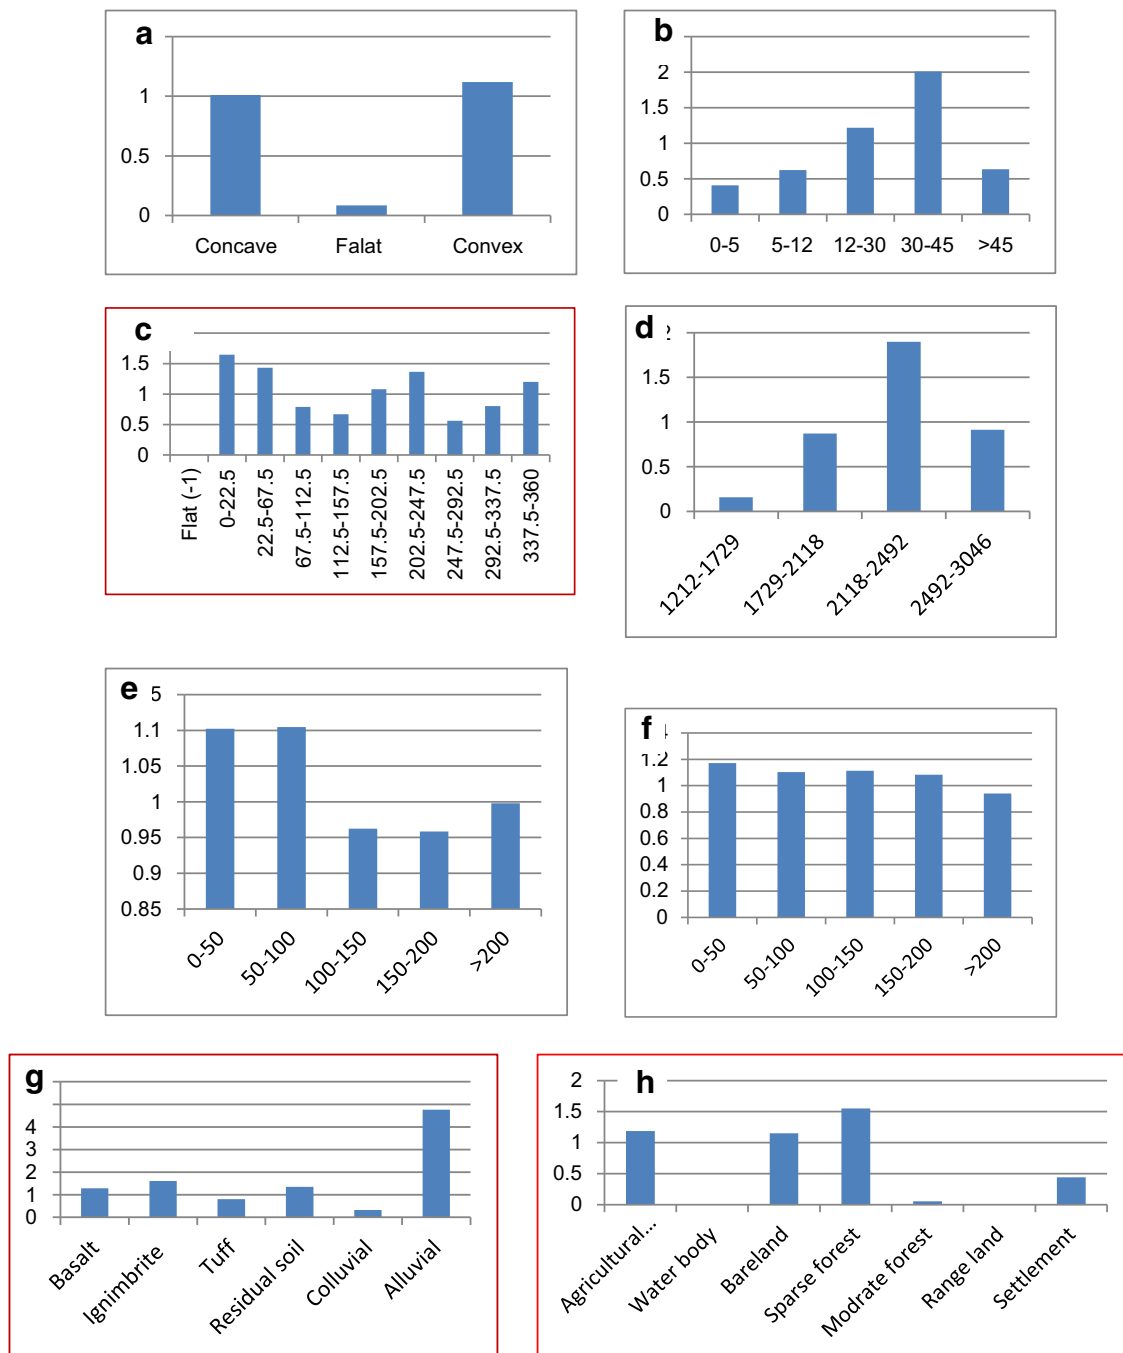 a
1
0.5
0
Concave Falat Convex
b
2
1.5
1
0.5
0
0-5 5-12 12-30 30-45 >45
c
1.5
1
0.5
0
Flat (-1) 0-22.5 22.5-67.5 67.5-112.5 112.5-157.5 157.5-202.5 202.5-247.5 247.5-292.5 292.5-337.5 337.5-360
d
2
1.5
1
0.5
0
1212-1729 1729-2118 2118-2492 2492-3046
e
5
1.1
1.05
1
0.95
0.9
0.85
0-50 50-100 100-150 150-200 >200
f
1.2
1
0.8
0.6
0.4
0.2
0
0-50 50-100 100-150 150-200 >200
g
4
3
2
1
0
Basalt Ignimbrite Tuff Residual soil Colluvial Alluvial
h
2
1.5
1
0.5
0
Agricultural... Water body Bareland Sparse forest Modrate forest Range land Settlement